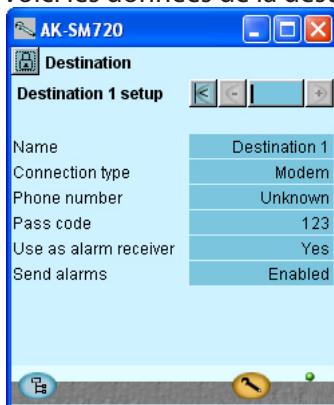 Voici les données de la dest
AK-SM720
Destination
Destination 1 setup
Name Destination 1
Connection type Modem
Phone number Unknown
Pass code 123
Use as alarm receiver Yes
Send alarms Enabled